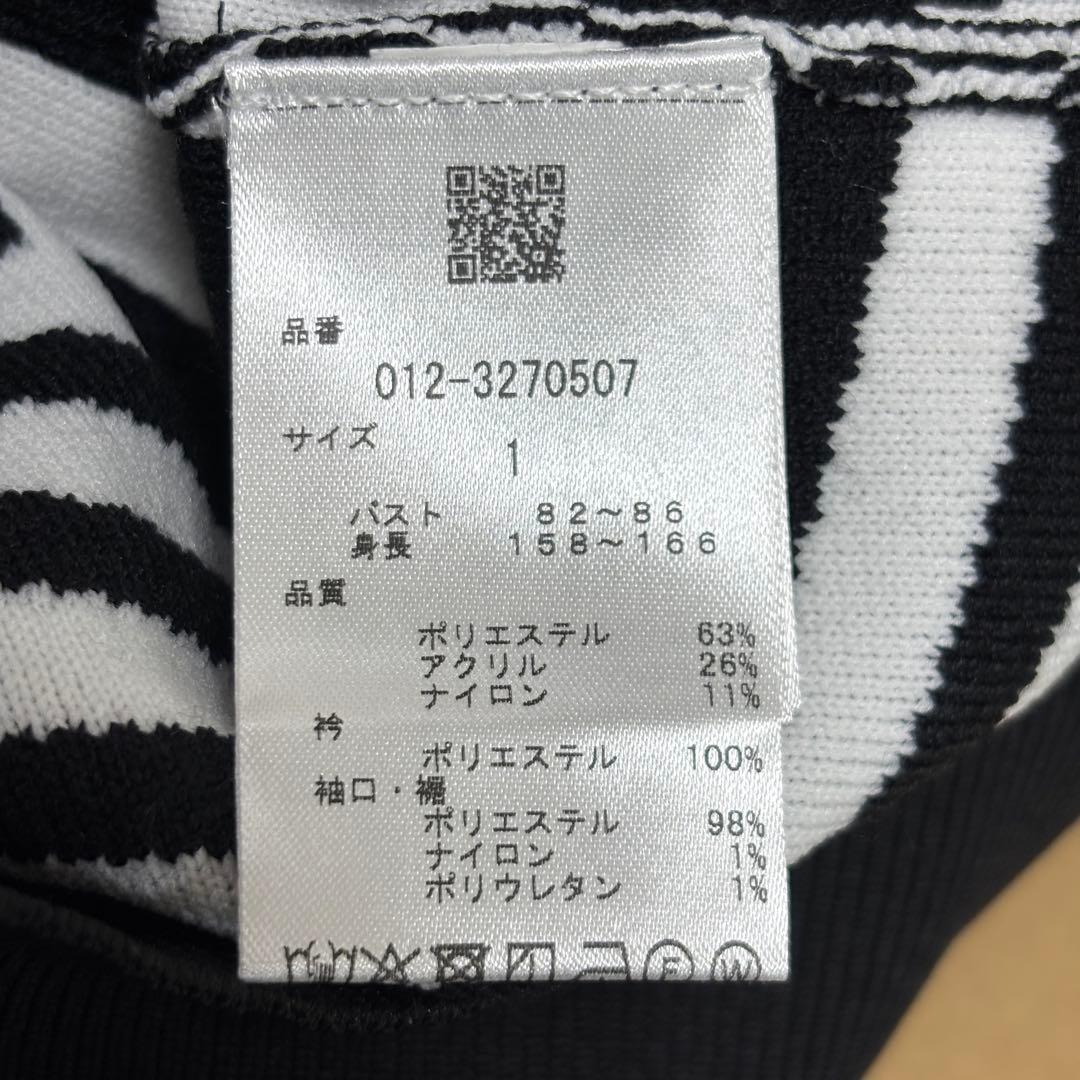 品番
012-3270507
サイズ 1
バスト 82～86
身長 158～166
品質
ポリエステル 63%
アクリル 26%
ナイロン 11%
衿
ポリエステル 100%
袖口・裾
ポリエステル 98%
ナイロン 1%
ポリウレタン 1%
F W